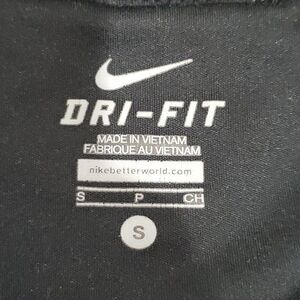 DRI-FIT
MADE IN VIETNAM
FABRIQUE AU VIETNAM
nikebetterworld.com
S P CH
S